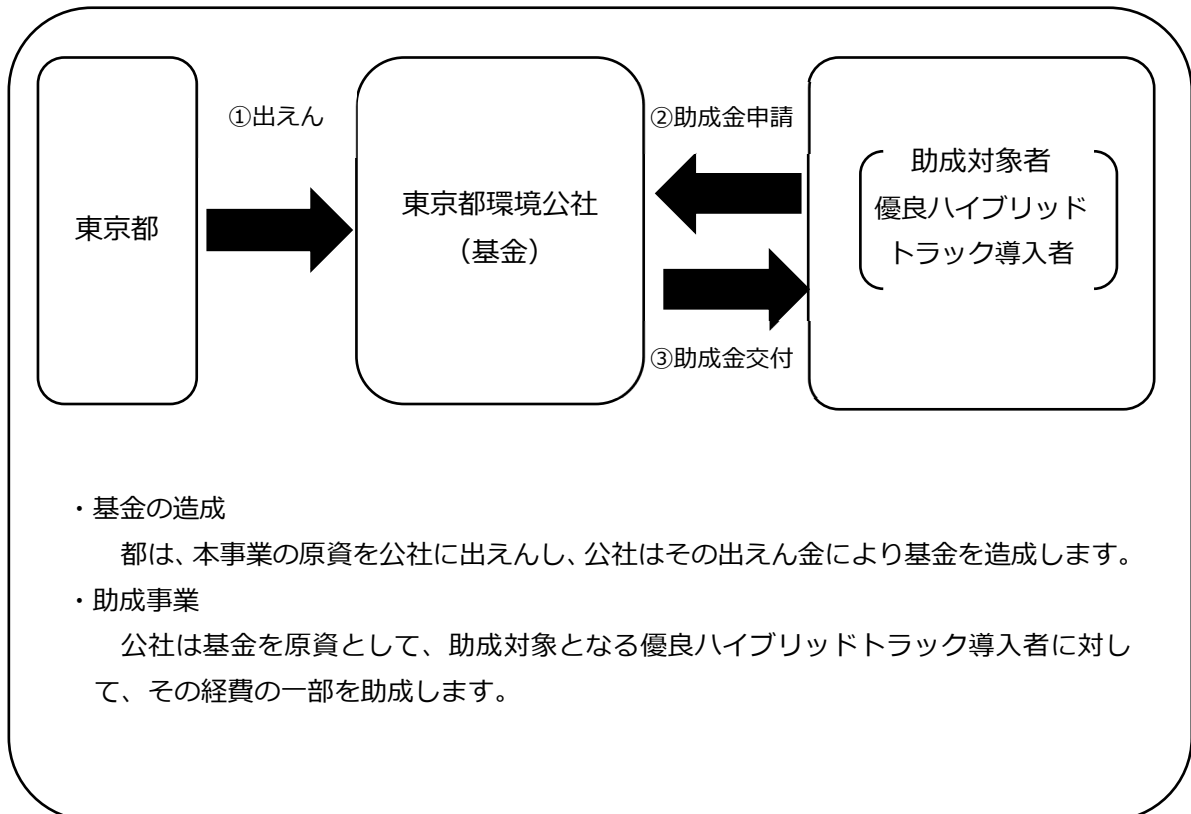 東京都
①出えん
東京都環境公社
（基金）
②助成金申請
③助成金交付
助成対象者
優良ハイブリッド
トラック導入者
・基金の造成
都は、本事業の原資を公社に出えんし、公社はその出えん金により基金を造成します。
・助成事業
公社は基金を原資として、助成対象となる優良ハイブリッドトラック導入者に対し
て、その経費の一部を助成します。